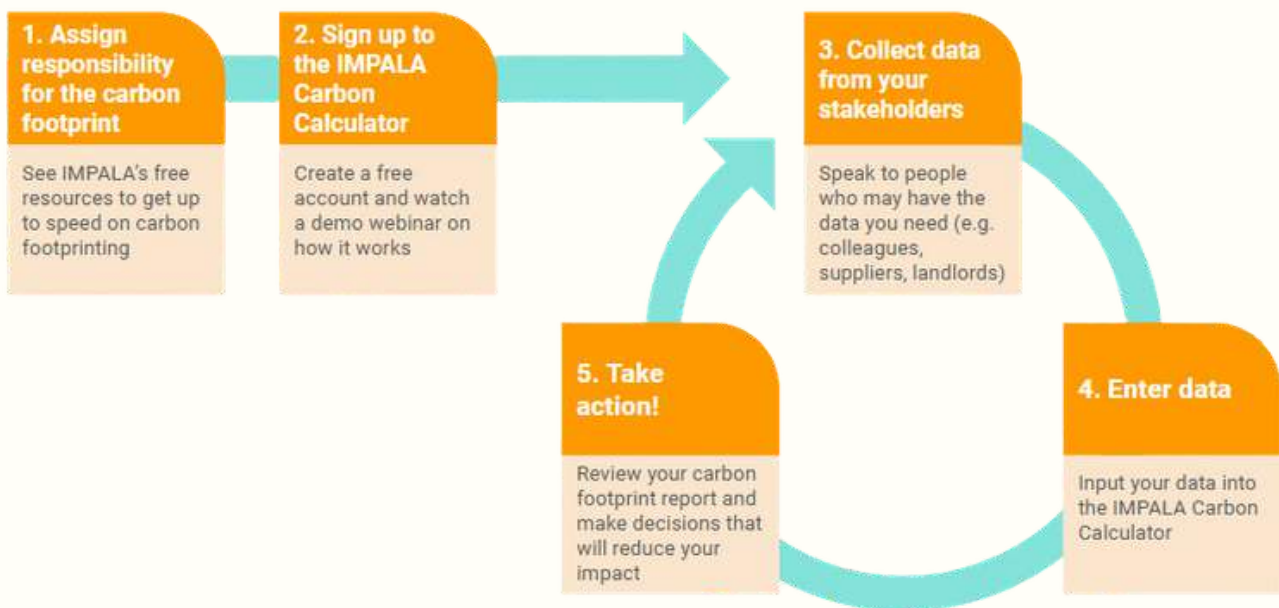 1. Assign
responsibility
for the carbon
footprint
See IMPALA's free
resources to get up
to speed on carbon
footprinting
2. Sign up to
the IMPALA
Carbon
Calculator
Create a free
account and watch
a demo webinar on
how it works
3. Collect data
from your
stakeholders
Speak to people
who may have the
data you need (e.g.
colleagues,
suppliers, landlords)
4. Enter data
Input your data into
the IMPALA Carbon
Calculator
5. Take
action!
Review your carbon
footprint report and
make decisions that
will reduce your
impact